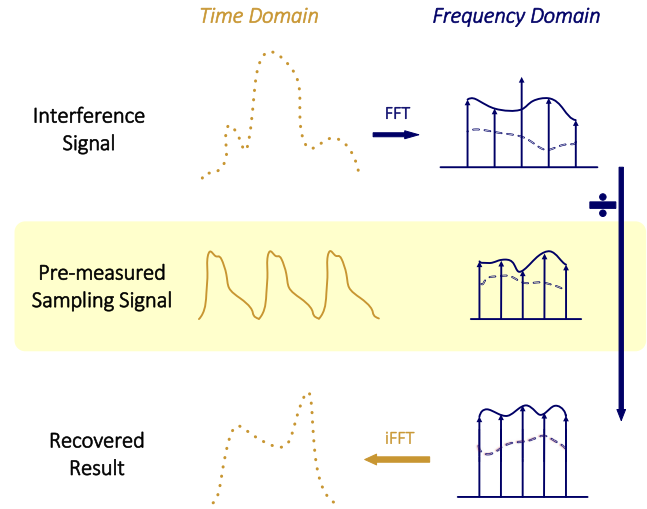 Time Domain
Frequency Domain
Interference
Signal
FFT
÷
Pre-measured
Sampling Signal
Recovered
Result
iFFT